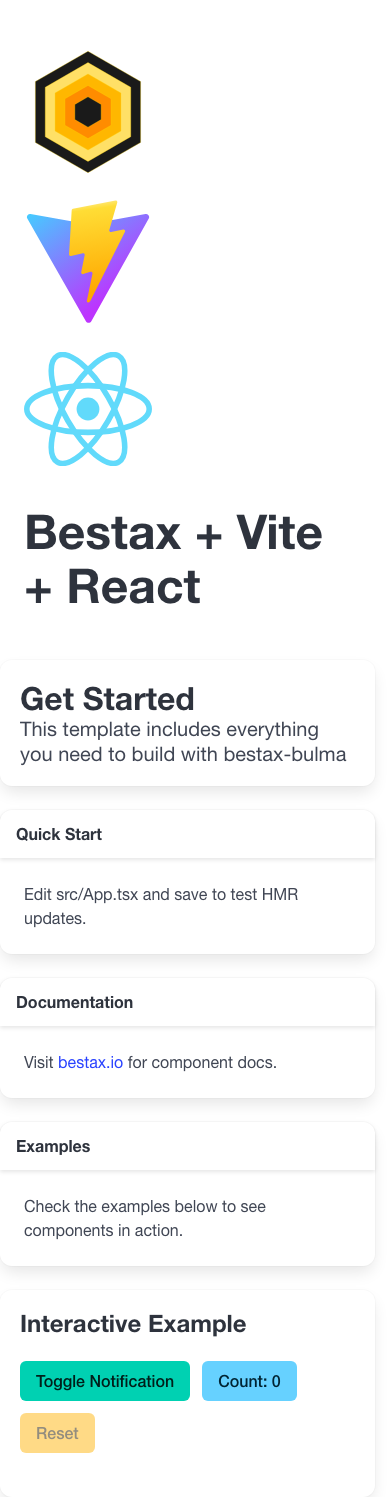 Bestax + Vite
+ React
Get Started
This template includes everything
you need to build with bestax-bulma
Quick Start
Edit src/App.tsx and save to test HMR
updates.
Documentation
Visit bestax.io for component docs.
Examples
Check the examples below to see
components in action.
Interactive Example
Toggle Notification
Count: 0
Reset